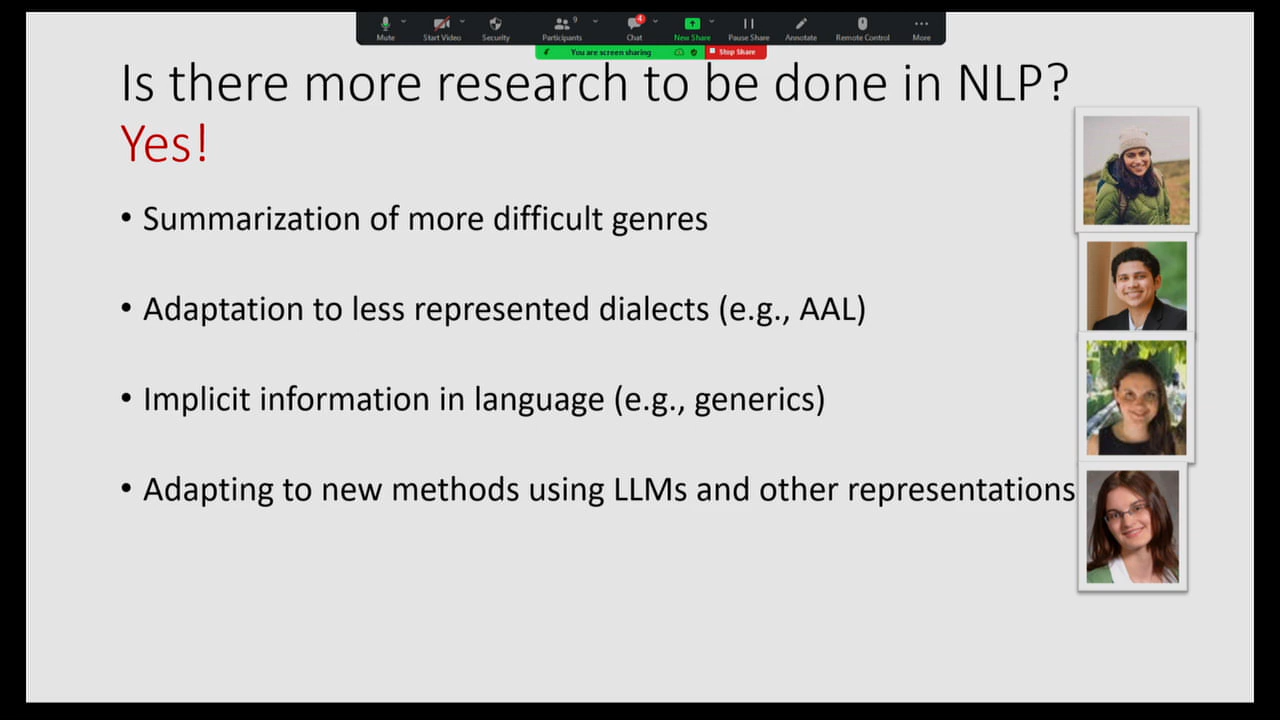 9
4
Mute
Start Video
Security
Participants
Chat
New Share
Pause Share
Annotate
Remote Control
More
You are screen sharing
Stop Share
Is there more research to be done in NLP?
Yes!
• Summarization of more difficult genres
• Adaptation to less represented dialects (e.g., AAL)
• Implicit information in language (e.g., generics)
• Adapting to new methods using LLMs and other representations